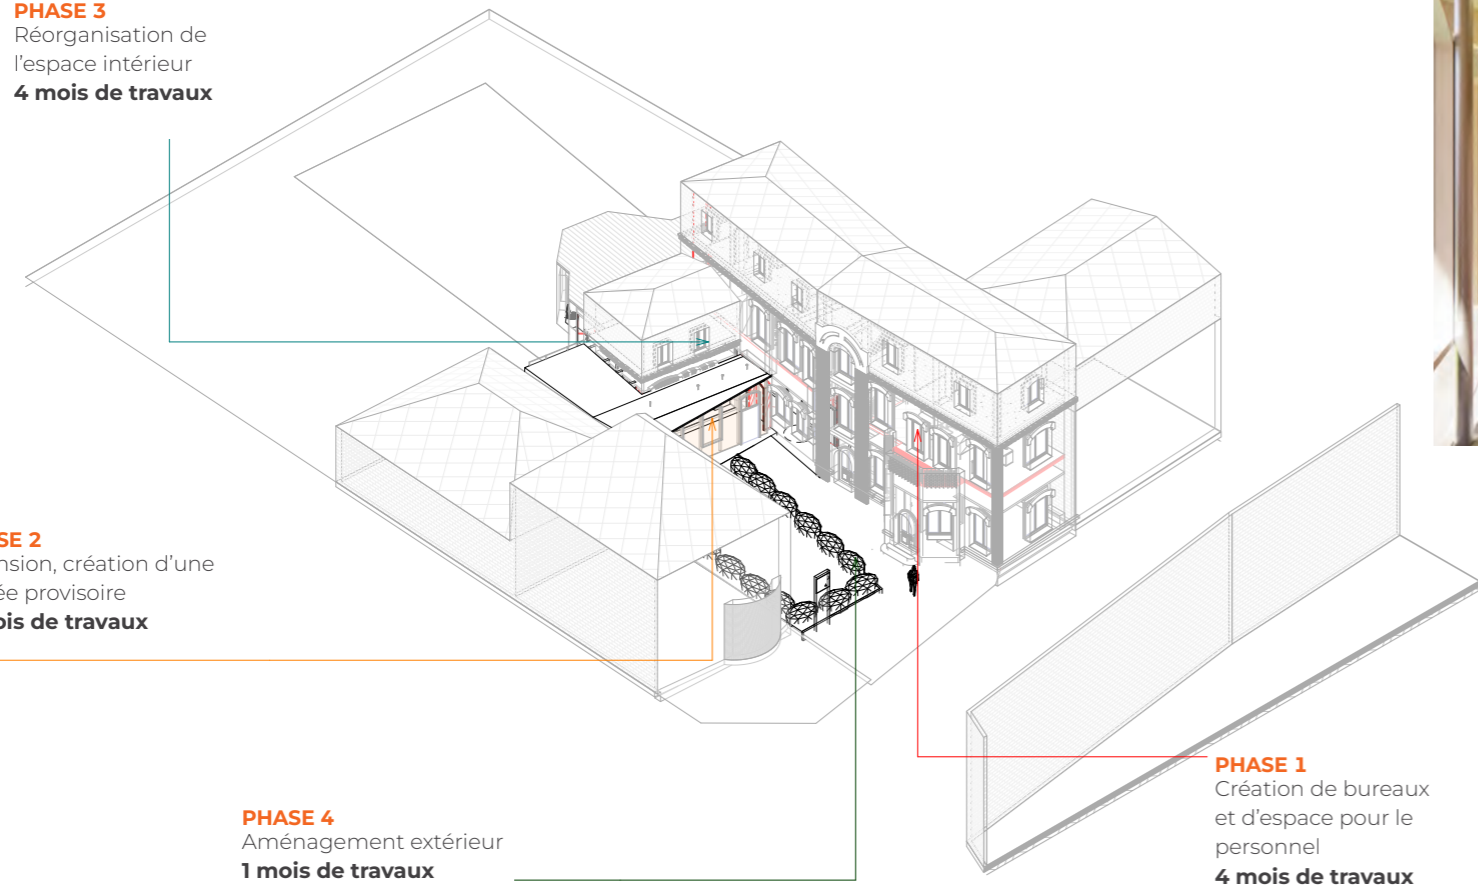 PHASE 3
Réorganisation de
l'espace intérieur
4 mois de travaux
SE 2
nsion, création d'une
ée provisoire
ois de travaux
PHASE 4
Aménagement extérieur
1 mois de travaux
PHASE 1
Création de bureaux
et d'espace pour le
personnel
4 mois de travaux